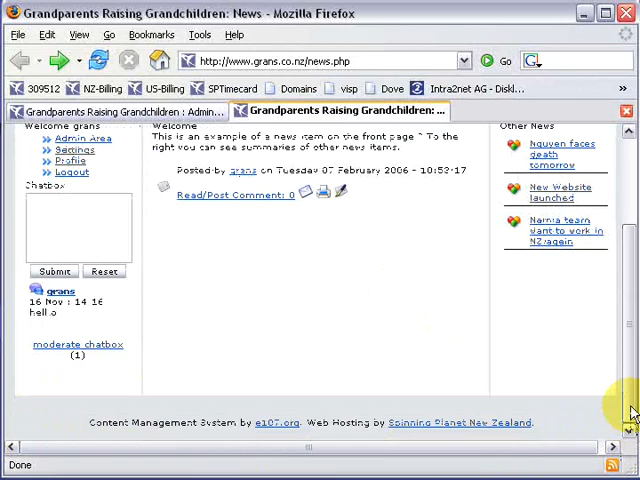 Grandparents Raising Grandchildren: News - Mozilla Firefox
File Edit View Go Bookmarks Tools Help
http://www.grans.co.nz/news.php Go G
309512 NZ-Billing US-Billing SPTimecard Domains visp Dove Intra2net AG - Diskl...
Grandparents Raising Grandchildren : Admin... Grandparents Raising Grandchildren: ...
Welcome grans
>> Admin Area
>> Settings
>> Profile
>> Logout
Chatbox
Submit Reset
grans
16 Nov : 14 16
hello
moderate chatbox
(1)
Welcome
This is an example of a news item on the front page ^ To the
right you can see summaries of other news items.
Posted by grans on Tuesday 07 February 2006 - 10:53:17
Read/Post Comment: 0
Other News
Nguyen faces
death
tomorrow
New Website
launched
Narnia team
want to work in
NZ again
Content Management System by e107.org. Web Hosting by Spinning Planet New Zealand.
Done